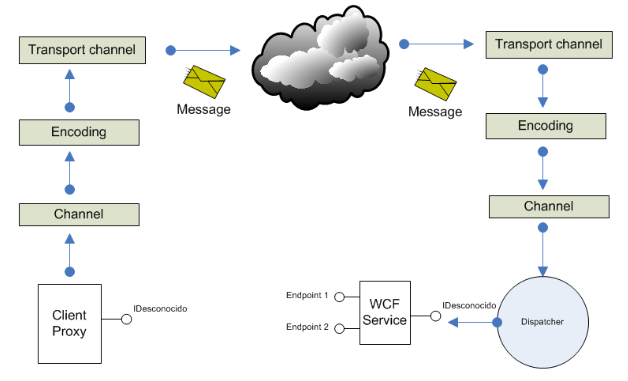 Transport channel
Transport channel
Message
Message
Encoding
Encoding
Channel
Channel
Client
Proxy
IDesconocido
Endpoint 1
Endpoint 2
WCF
Service
IDesconocido
Dispatcher